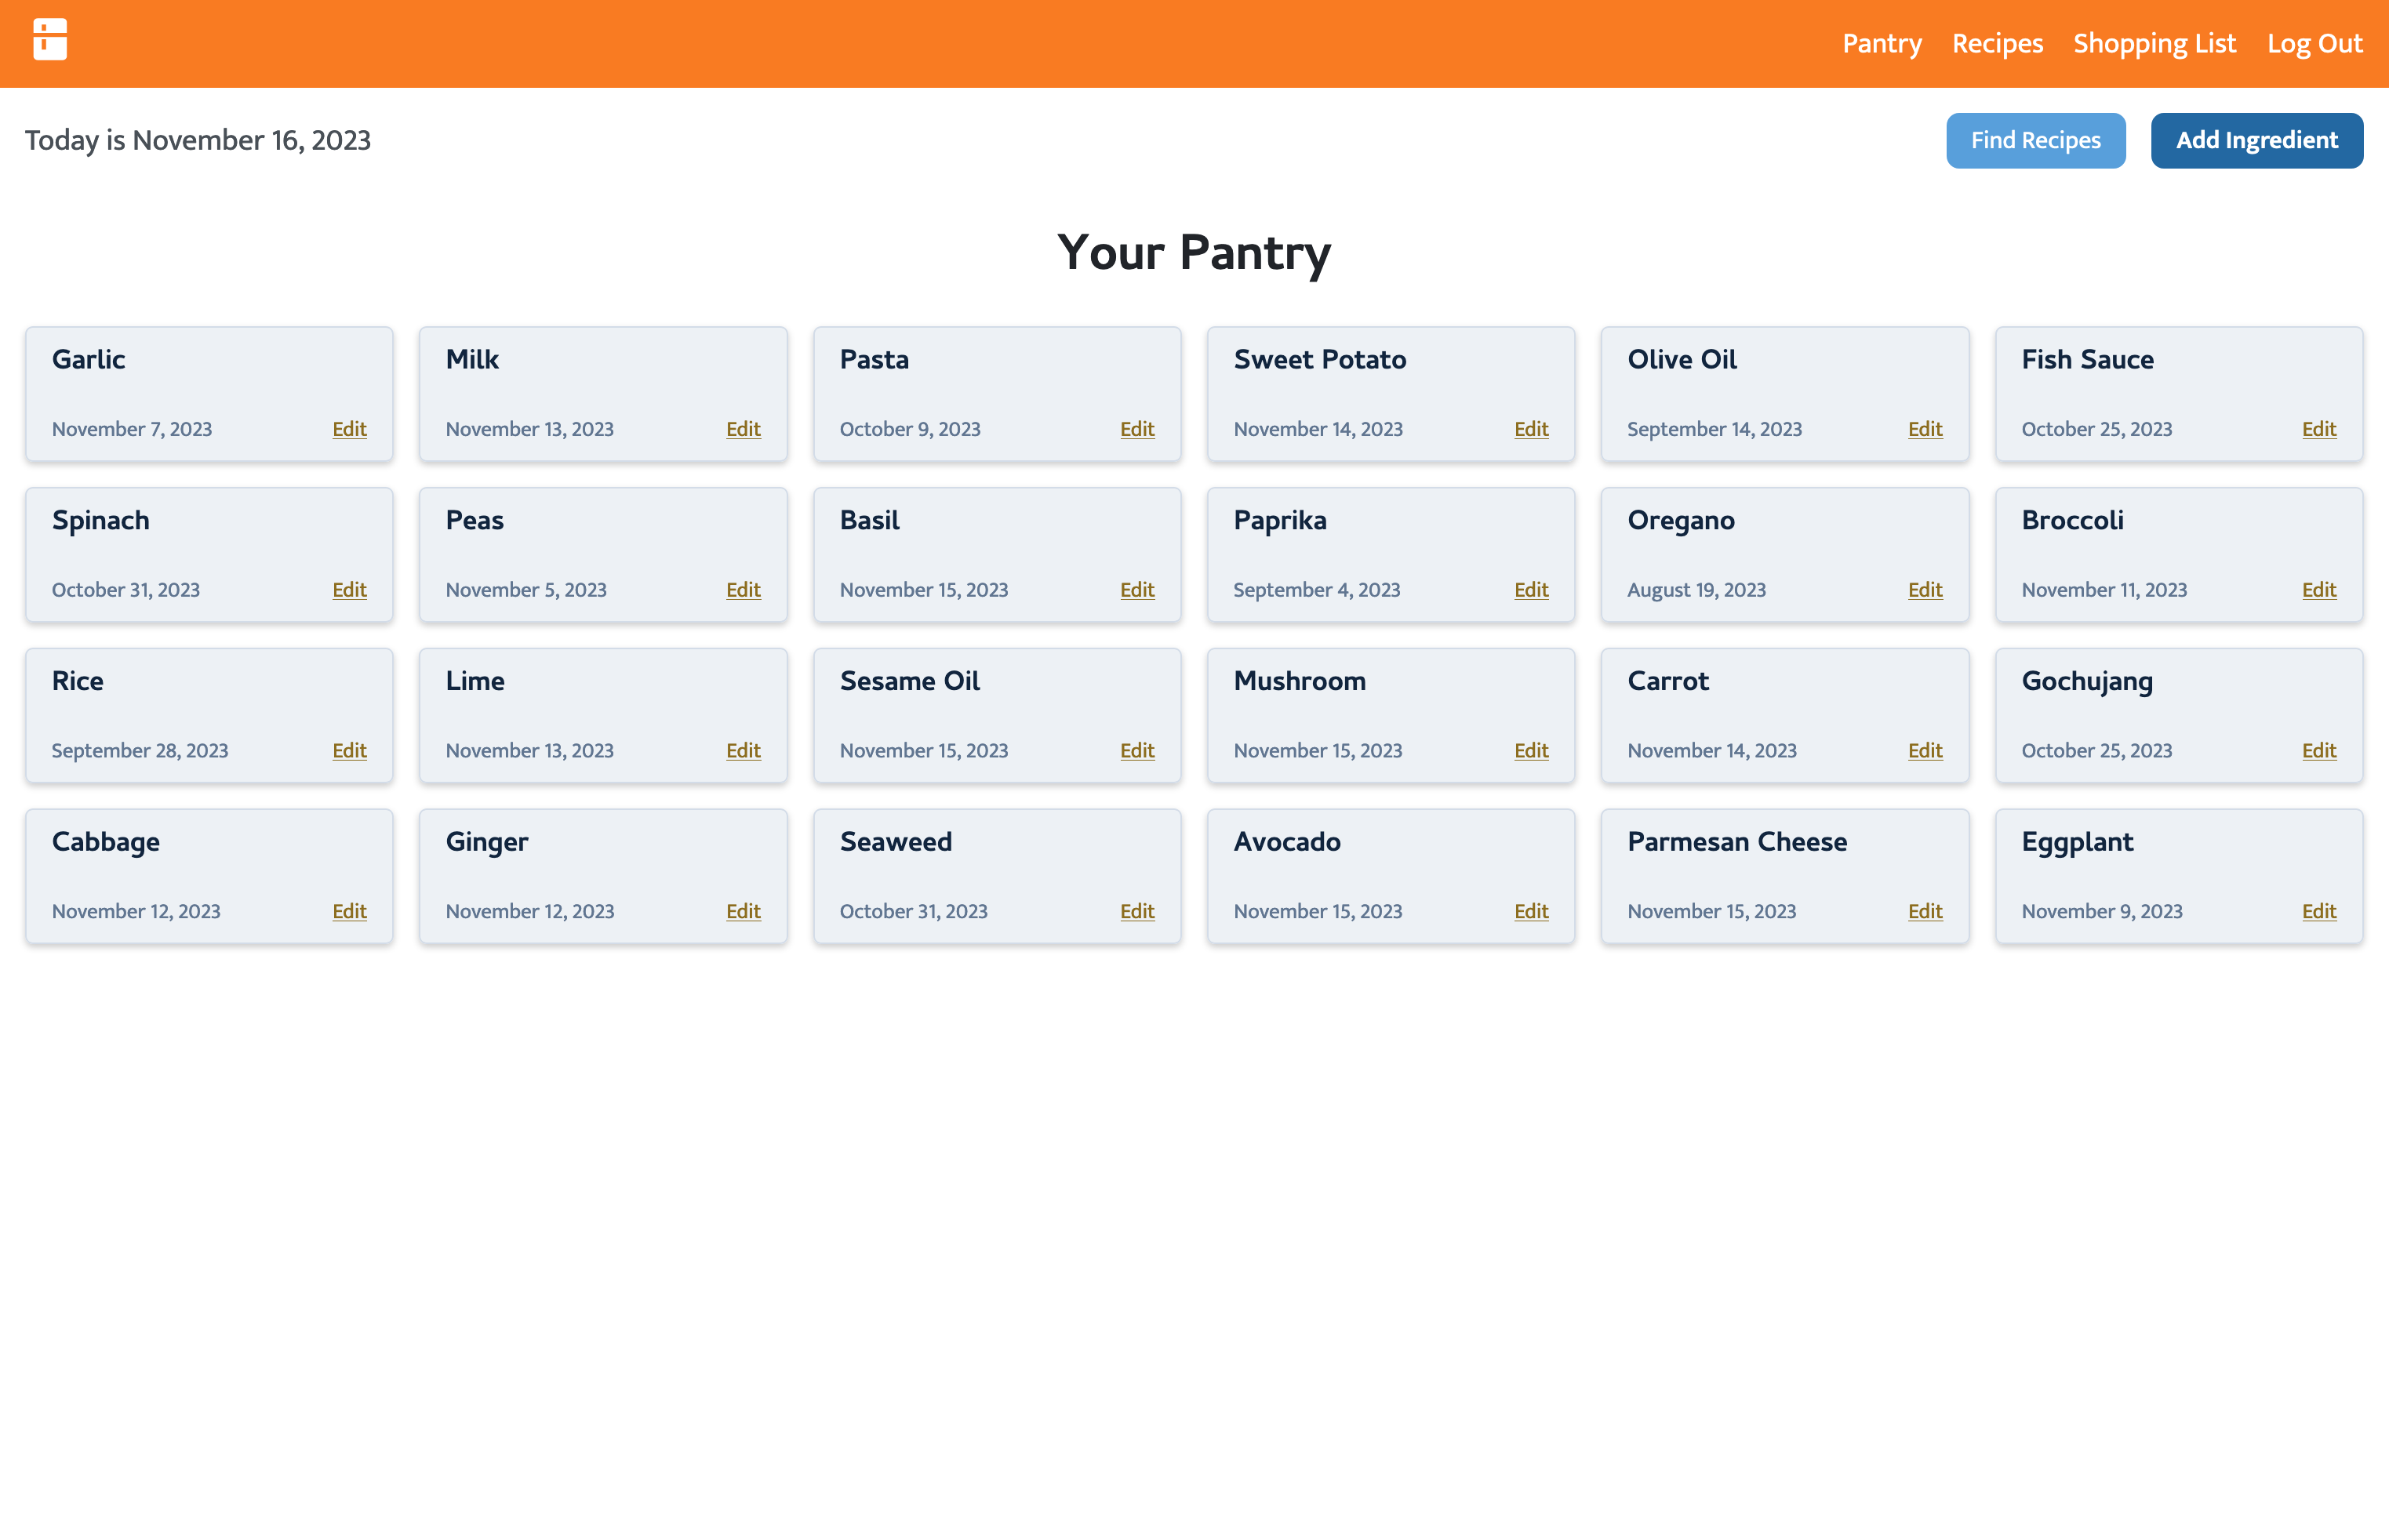 Pantry Recipes Shopping List Log Out
Today is November 16, 2023
Find Recipes Add Ingredient
Your Pantry
Garlic Milk Pasta Sweet Potato Olive Oil Fish Sauce
November 7, 2023 Edit November 13, 2023 Edit October 9, 2023 Edit November 14, 2023 Edit September 14, 2023 Edit October 25, 2023 Edit
Spinach Peas Basil Paprika Oregano Broccoli
October 31, 2023 Edit November 5, 2023 Edit November 15, 2023 Edit September 4, 2023 Edit August 19, 2023 Edit November 11, 2023 Edit
Rice Lime Sesame Oil Mushroom Carrot Gochujang
September 28, 2023 Edit November 13, 2023 Edit November 15, 2023 Edit November 15, 2023 Edit November 14, 2023 Edit October 25, 2023 Edit
Cabbage Ginger Seaweed Avocado Parmesan Cheese Eggplant
November 12, 2023 Edit November 12, 2023 Edit October 31, 2023 Edit November 15, 2023 Edit November 15, 2023 Edit November 9, 2023 Edit